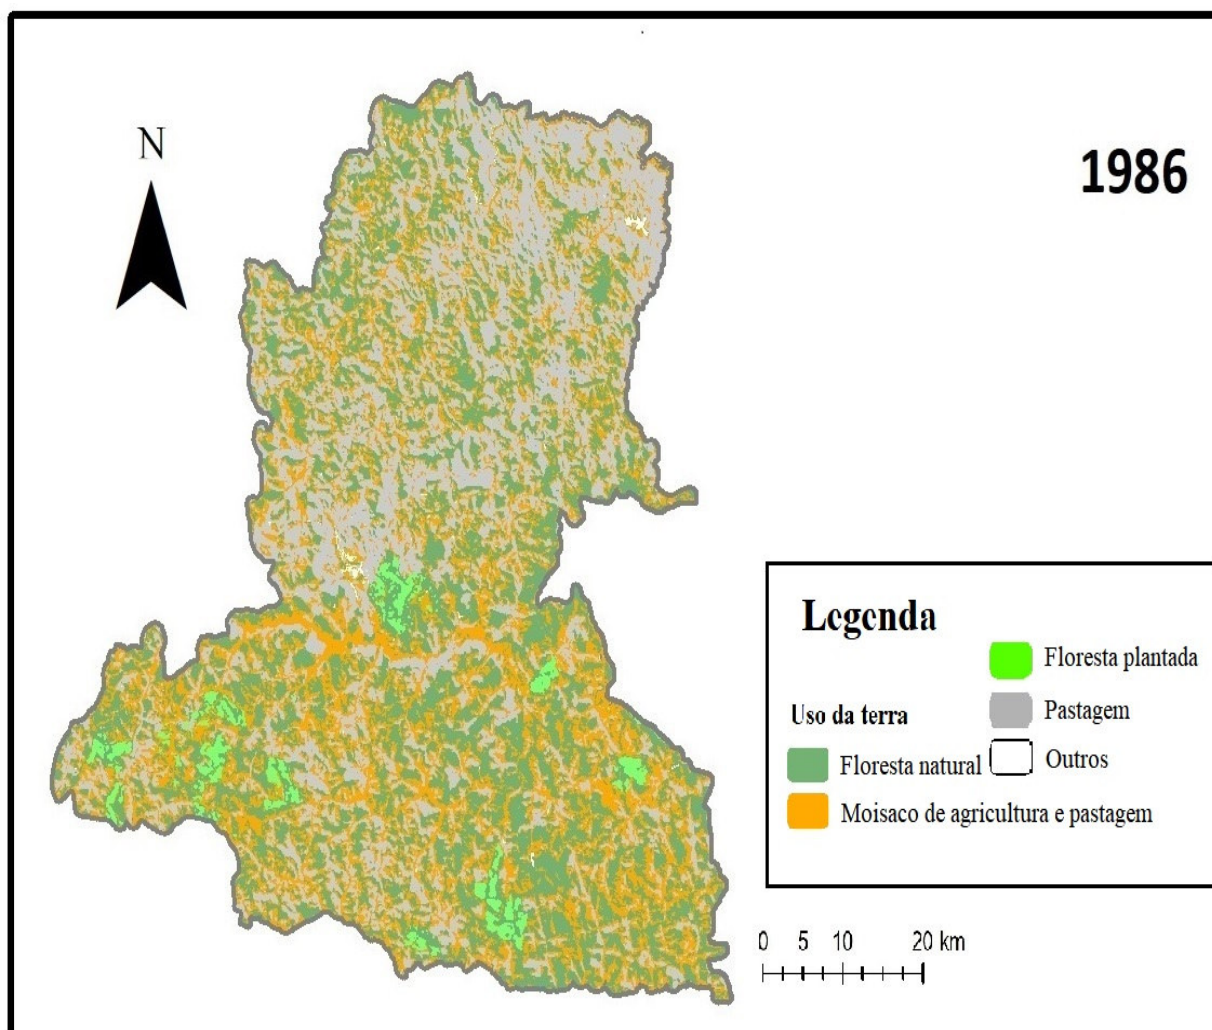 N
1986
Legenda
Floresta plantada
Uso da terra
Pastagem
Floresta natural
Outros
Moisaco de agricultura e pastagem
0 5 10 20 km